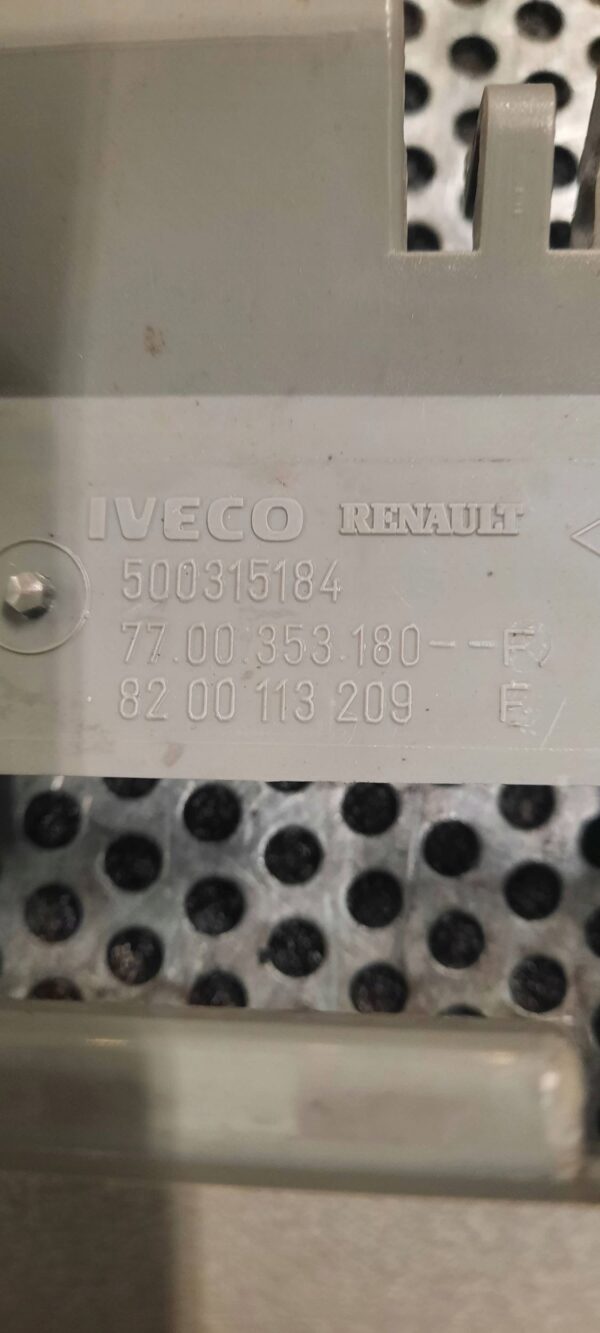 IVECO RENAULT
500315184
77.00.353.180--F
82 00 113 209 E